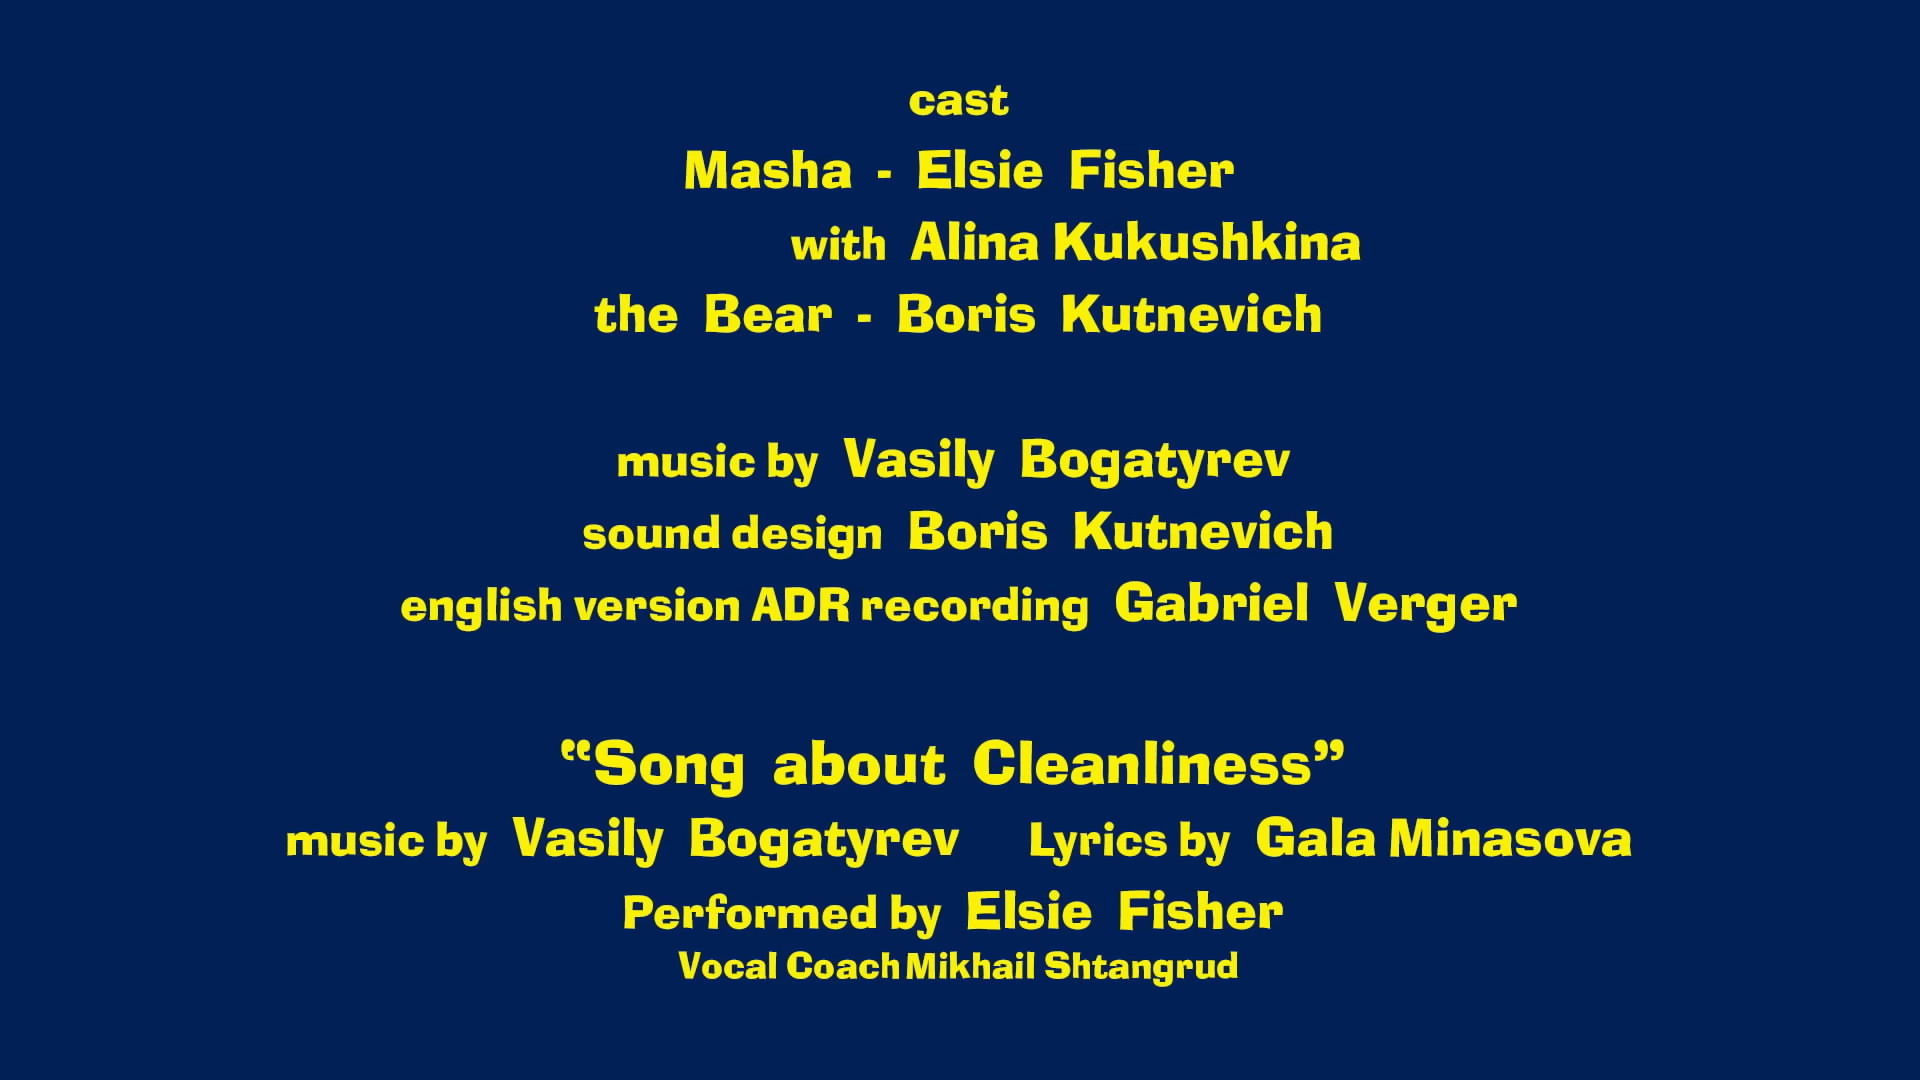 cast
Masha - Elsie Fisher
with Alina Kukushkina
the Bear - Boris Kutnevich
music by Vasily Bogatyrev
sound design Boris Kutnevich
english version ADR recording Gabriel Verger
“Song about Cleanliness”
music by Vasily Bogatyrev Lyrics by Gala Minasova
Performed by Elsie Fisher
Vocal Coach Mikhail Shtangrud